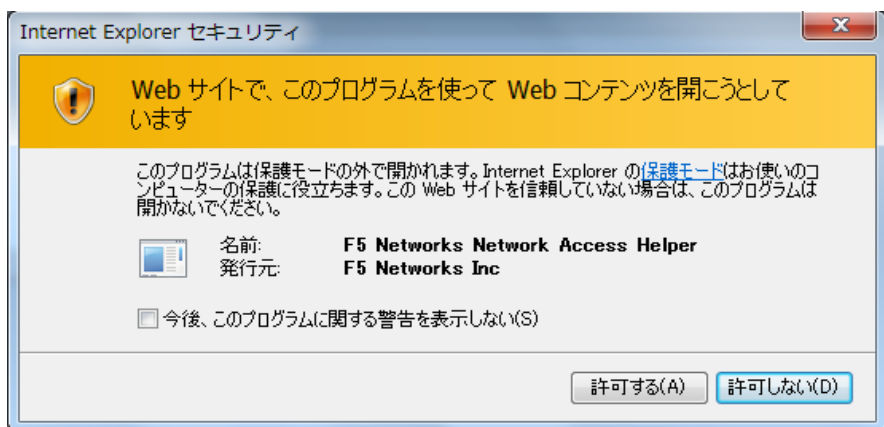 Internet Explorer セキュリティ
Web サイトで、このプログラムを使って Web コンテンツを開こうとして
います
このプログラムは保護モードの外で開かれます。Internet Explorer の保護モードはお使いのコ
ンピューターの保護に役立ちます。この Web サイトを信頼していない場合は、このプログラムは
開かないでください。
名前: F5 Networks Network Access Helper
発行元: F5 Networks Inc
今後、このプログラムに関する警告を表示しない(S)
許可する(A) 許可しない(D)